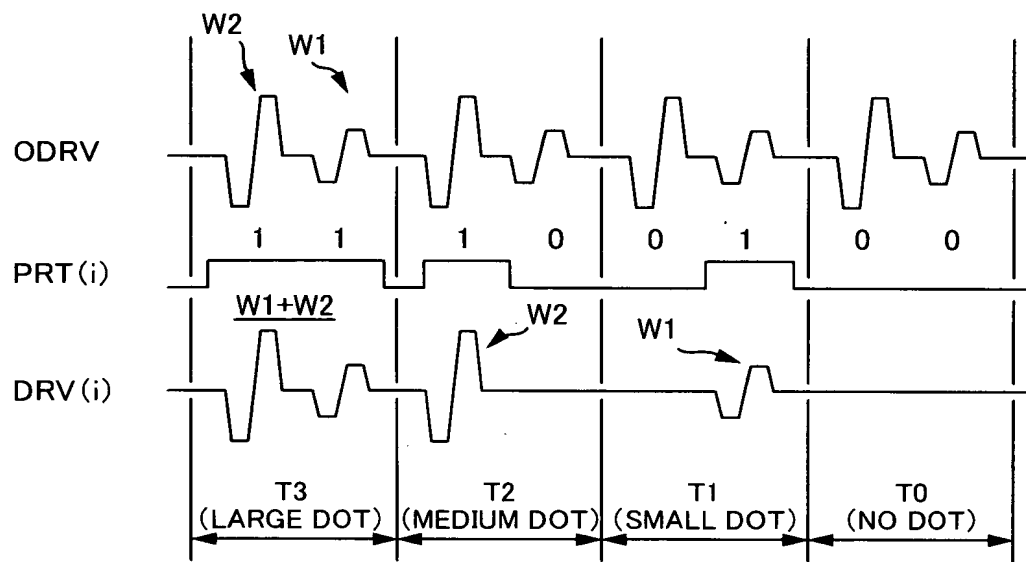 W2
W1
ODRV
1 1 1 0 0 1 0 0
PRT(i)
W1+W2
W2
W1
DRV(i)
T3 T2 T1 T0
(LARGE DOT) (MEDIUM DOT) (SMALL DOT) (NO DOT)